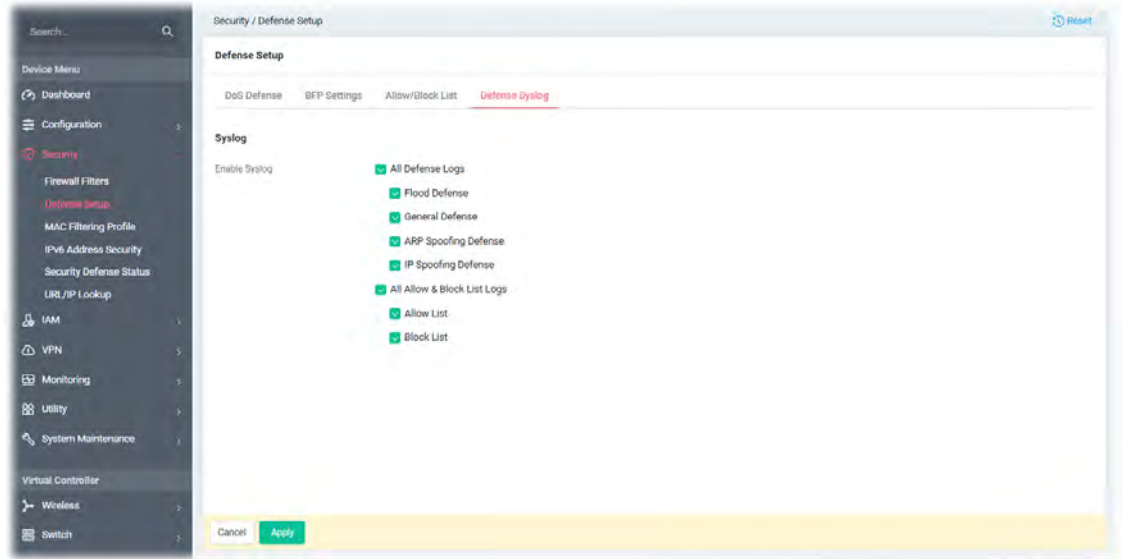 Search...
Device Menu
Dashboard
Configuration
Security
Firewall Filters
Defense Setup
MAC Filtering Profile
IPv6 Address Security
Security Defense Status
URL/IP Lookup
IAM
VPN
Monitoring
Utility
System Maintenance
Virtual Controller
Wireless
Switch
Security / Defense Setup
Reset
Defense Setup
DoS Defense BFP Settings Allow/Block List Defense Syslog
Syslog
Enable Syslog
All Defense Logs
Flood Defense
General Defense
ARP Spoofing Defense
IP Spoofing Defense
All Allow & Block List Logs
Allow List
Block List
Cancel Apply